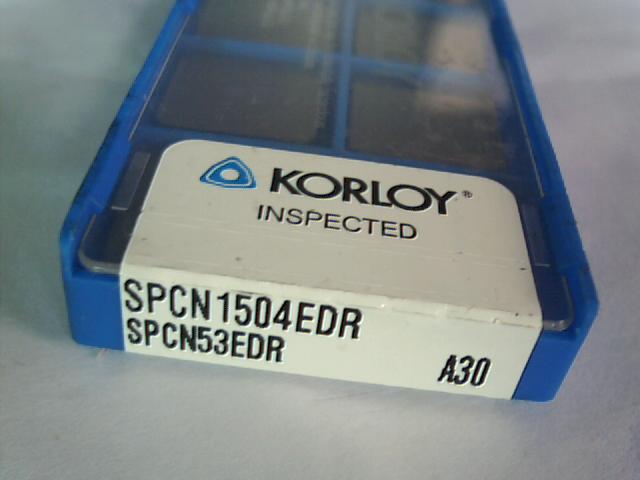 KORLOY®
INSPECTED
SPCN1504EDR
SPCN53EDR
A30